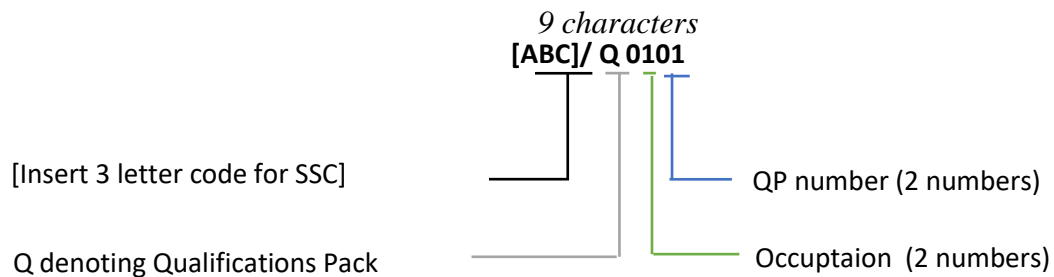 9 characters
[ABC]/ Q 0101
[Insert 3 letter code for SSC]
QP number (2 numbers)
Q denoting Qualifications Pack
Occuptaion (2 numbers)